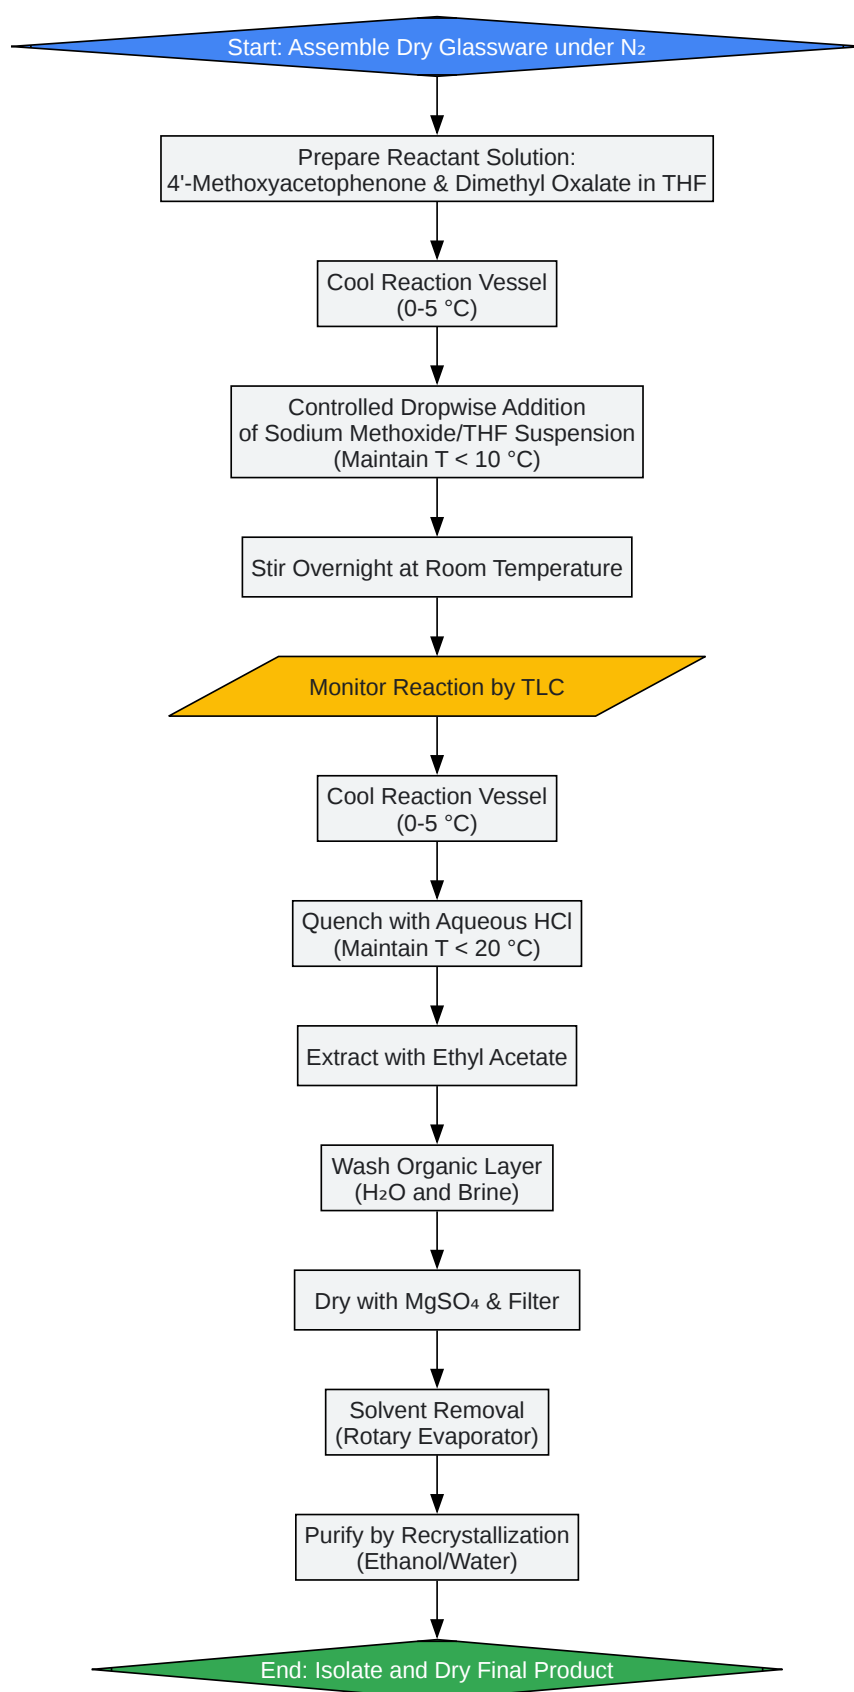 Start: Assemble Dry Glassware under N₂
Prepare Reactant Solution:
4'-Methoxyacetophenone & Dimethyl Oxalate in THF
Cool Reaction Vessel
(0-5 °C)
Controlled Dropwise Addition
of Sodium Methoxide/THF Suspension
(Maintain T < 10 °C)
Stir Overnight at Room Temperature
Monitor Reaction by TLC
Cool Reaction Vessel
(0-5 °C)
Quench with Aqueous HCl
(Maintain T < 20 °C)
Extract with Ethyl Acetate
Wash Organic Layer
(H₂O and Brine)
Dry with MgSO₄ & Filter
Solvent Removal
(Rotary Evaporator)
Purify by Recrystallization
(Ethanol/Water)
End: Isolate and Dry Final Product